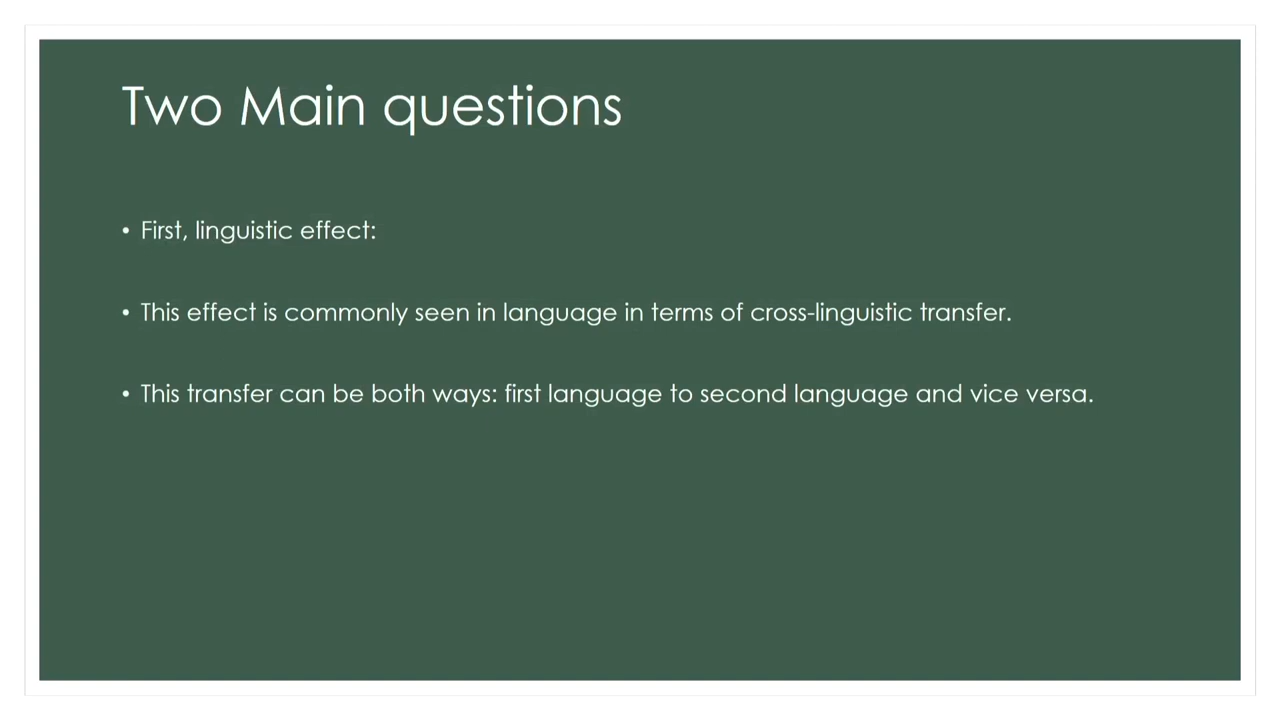 Two Main questions
• First, linguistic effect:
• This effect is commonly seen in language in terms of cross-linguistic transfer.
• This transfer can be both ways: first language to second language and vice versa.